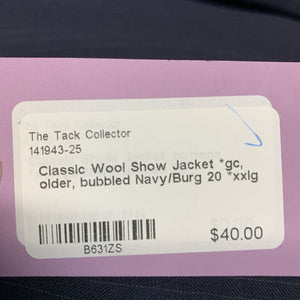 The Tack Collector
141943-25
Classic Wool Show Jacket *gc,
older, bubbled Navy/Burg 20 *xxlg
B631ZS
$40.00